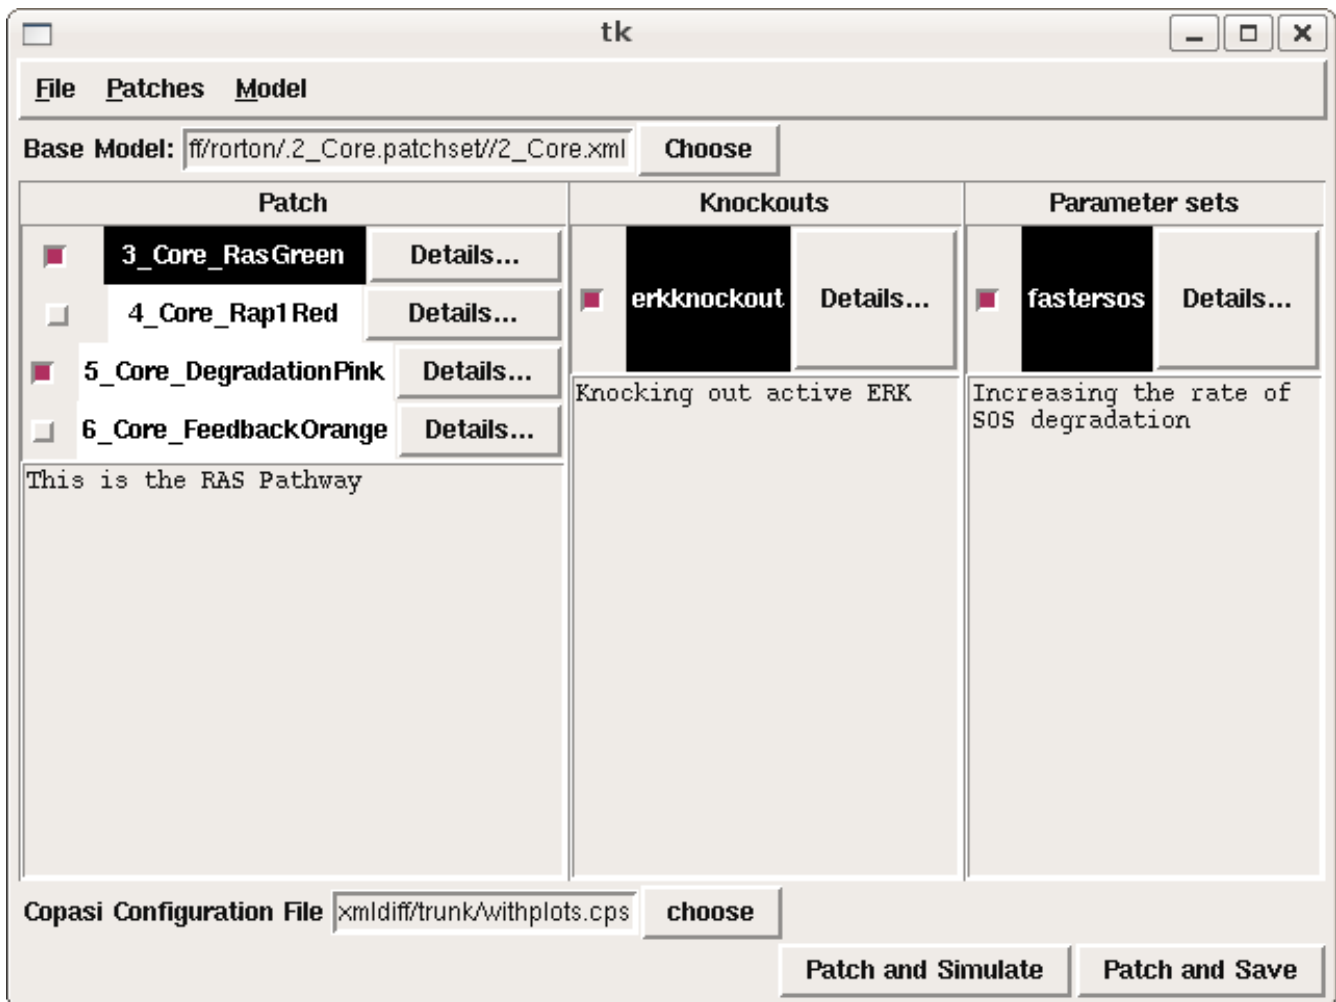 tk
File Patches Model
Base Model: ff/rorton/.2_Core.patchset//2_Core.xml Choose
Patch Knockouts Parameter sets
3_Core_RasGreen Details...
4_Core_Rap1Red Details...
5_Core_DegradationPink Details...
6_Core_FeedbackOrange Details...
This is the RAS Pathway
erkknockout Details...
Knocking out active ERK
fastersos Details...
Increasing the rate of
SOS degradation
Copasi Configuration File xmldiff/trunk/withplots.cps choose
Patch and Simulate Patch and Save